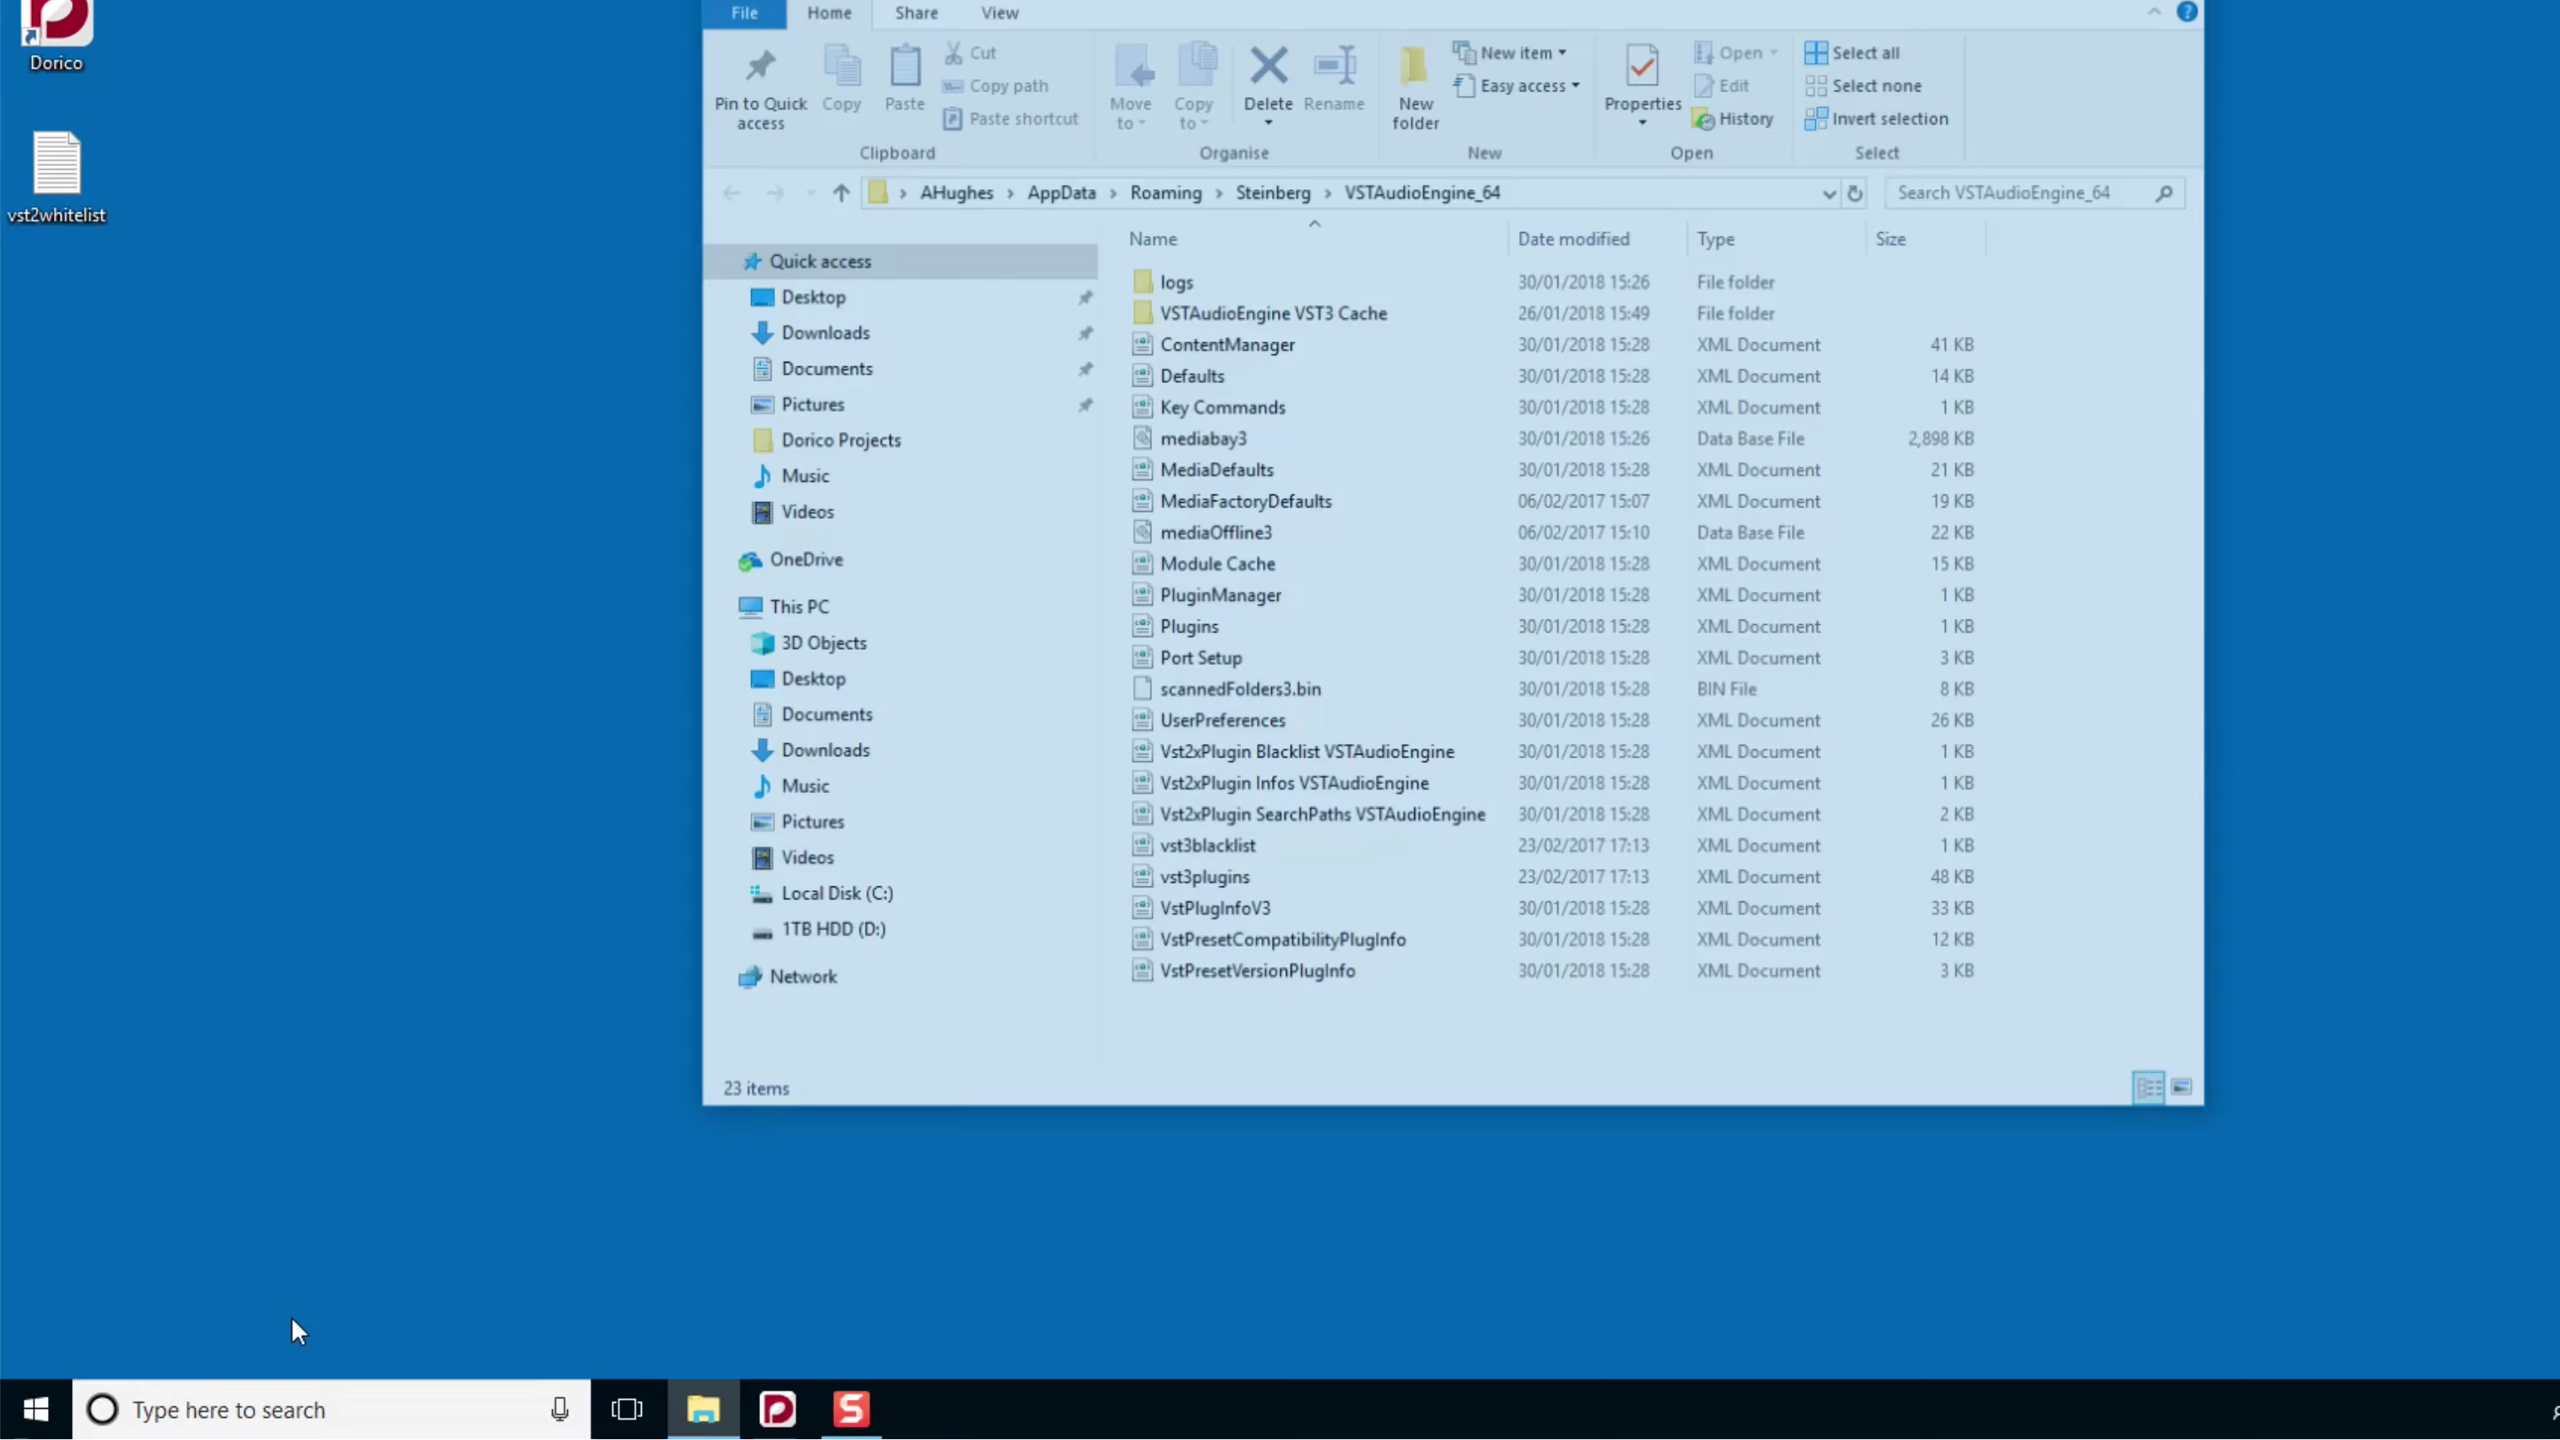 Dorico
vst2whitelist
File Home Share View
Pin to Quick access
Copy
Paste
Cut
Copy path
Paste shortcut
Clipboard
Move to
Copy to
Delete
Rename
Organise
New folder
New item
Easy access
New
Properties
Open
Edit
History
Open
Select all
Select none
Invert selection
Select
AHughes > AppData > Roaming > Steinberg > VSTAudioEngine_64
Search VSTAudioEngine_64
Quick access
Desktop
Downloads
Documents
Pictures
Dorico Projects
Music
Videos
OneDrive
This PC
3D Objects
Desktop
Documents
Downloads
Music
Pictures
Videos
Local Disk (C:)
1TB HDD (D:)
Network
Name Date modified Type Size
logs 30/01/2018 15:26 File folder
VSTAudioEngine VST3 Cache 26/01/2018 15:49 File folder
ContentManager 30/01/2018 15:28 XML Document 41 KB
Defaults 30/01/2018 15:28 XML Document 14 KB
Key Commands 30/01/2018 15:28 XML Document 1 KB
mediabay3 30/01/2018 15:26 Data Base File 2,898 KB
MediaDefaults 30/01/2018 15:28 XML Document 21 KB
MediaFactoryDefaults 06/02/2017 15:07 XML Document 19 KB
mediaOffline3 06/02/2017 15:10 Data Base File 22 KB
Module Cache 30/01/2018 15:28 XML Document 15 KB
PluginManager 30/01/2018 15:28 XML Document 1 KB
Plugins 30/01/2018 15:28 XML Document 1 KB
Port Setup 30/01/2018 15:28 XML Document 3 KB
scannedFolders3.bin 30/01/2018 15:28 BIN File 8 KB
UserPreferences 30/01/2018 15:28 XML Document 26 KB
Vst2xPlugin Blacklist VSTAudioEngine 30/01/2018 15:28 XML Document 1 KB
Vst2xPlugin Infos VSTAudioEngine 30/01/2018 15:28 XML Document 1 KB
Vst2xPlugin SearchPaths VSTAudioEngine 30/01/2018 15:28 XML Document 2 KB
vst3blacklist 23/02/2017 17:13 XML Document 1 KB
vst3plugins 23/02/2017 17:13 XML Document 48 KB
VstPlugInfoV3 30/01/2018 15:28 XML Document 33 KB
VstPresetCompatibilityPlugInfo 30/01/2018 15:28 XML Document 12 KB
VstPresetVersionPlugInfo 30/01/2018 15:28 XML Document 3 KB
23 items
Type here to search